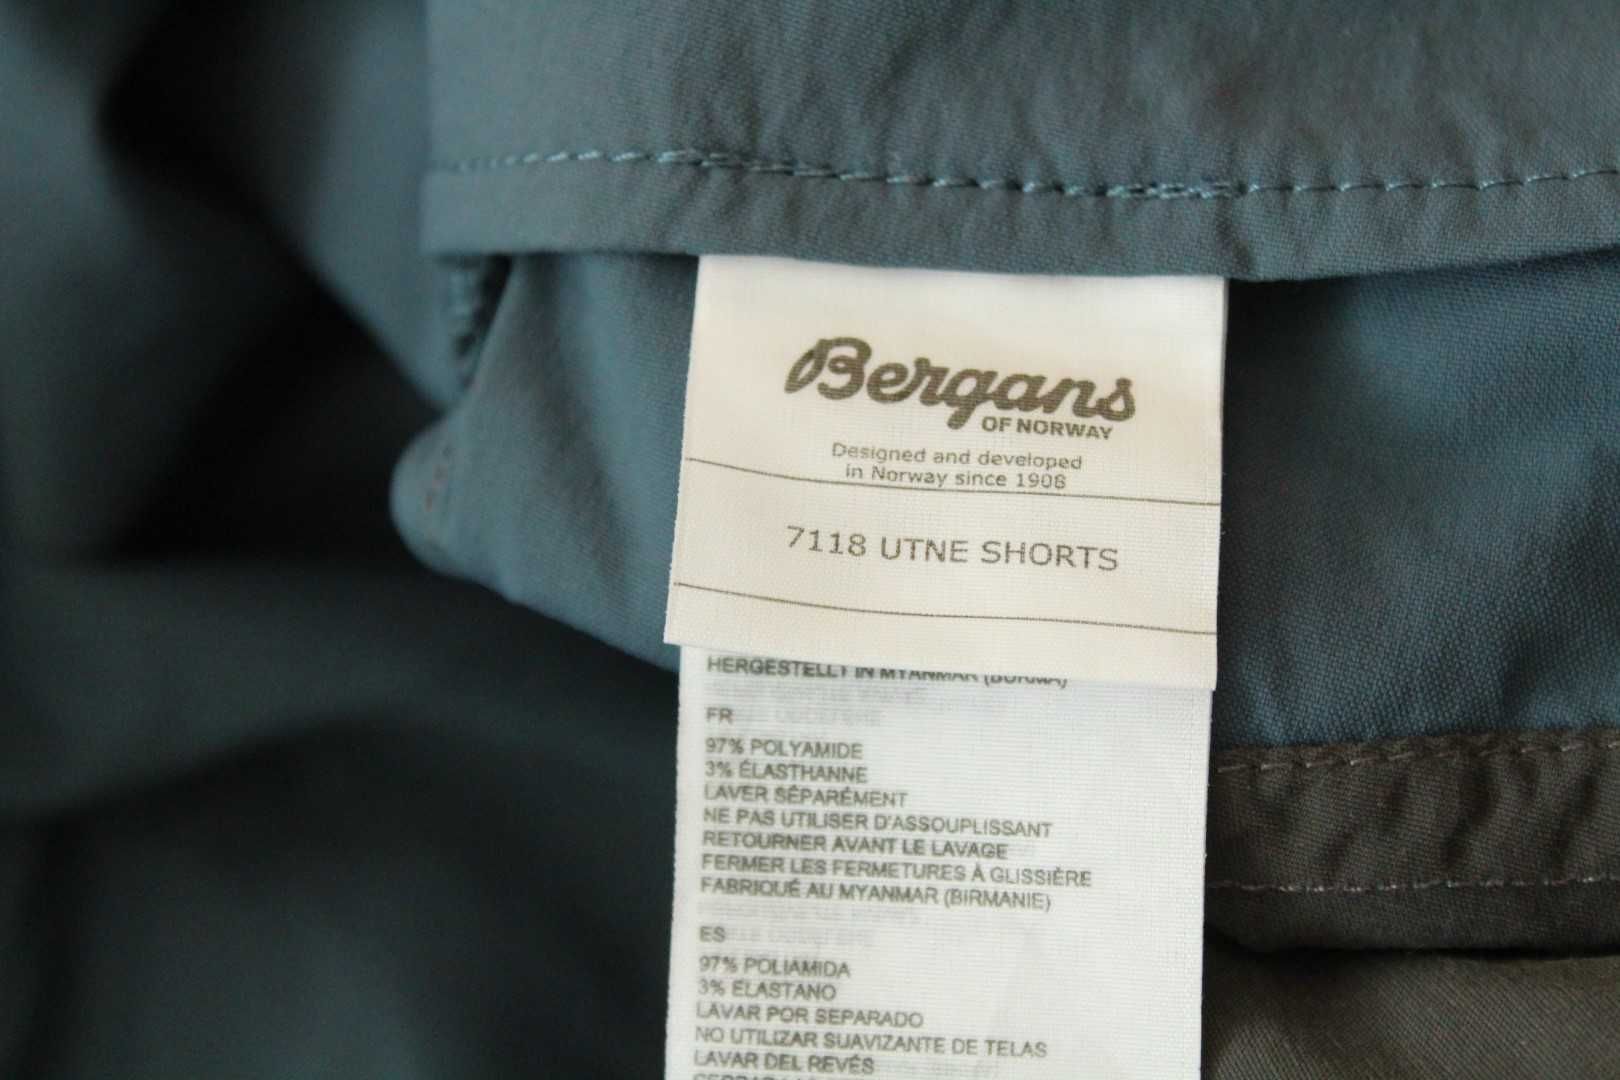 Bergans
OF NORWAY
Designed and developed
in Norway since 1908
7118 UTNE SHORTS
HERGESTELLT IN MYANMAR (BURMA)
FR
97% POLYAMIDE
3% ÉLASTHANNE
LAVER SÉPARÉMENT
NE PAS UTILISER D'ASSOUPLISSANT
RETOURNER AVANT LE LAVAGE
FERMER LES FERMETURES À GLISSIÈRE
FABRIQUÉ AU MYANMAR (BIRMANIE)
ES
97% POLIAMIDA
3% ELASTANO
LAVAR POR SEPARADO
NO UTILIZAR SUAVIZANTE DE TELAS
LAVAR DEL REVÉS